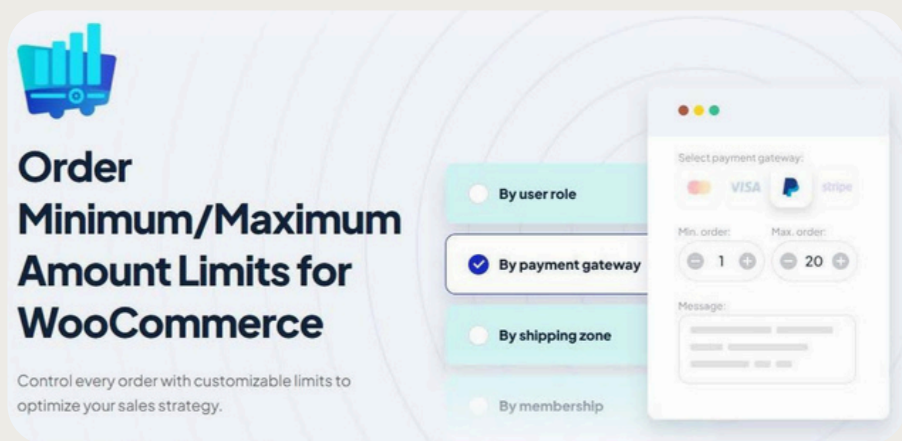 Order
Minimum/Maximum
Amount Limits for
WooCommerce
Control every order with customizable limits to
optimize your sales strategy.
By user role
By payment gateway
By shipping zone
By membership
Select payment gateway:
VISA stripe
Min. order: Max. order:
1 20
Message: